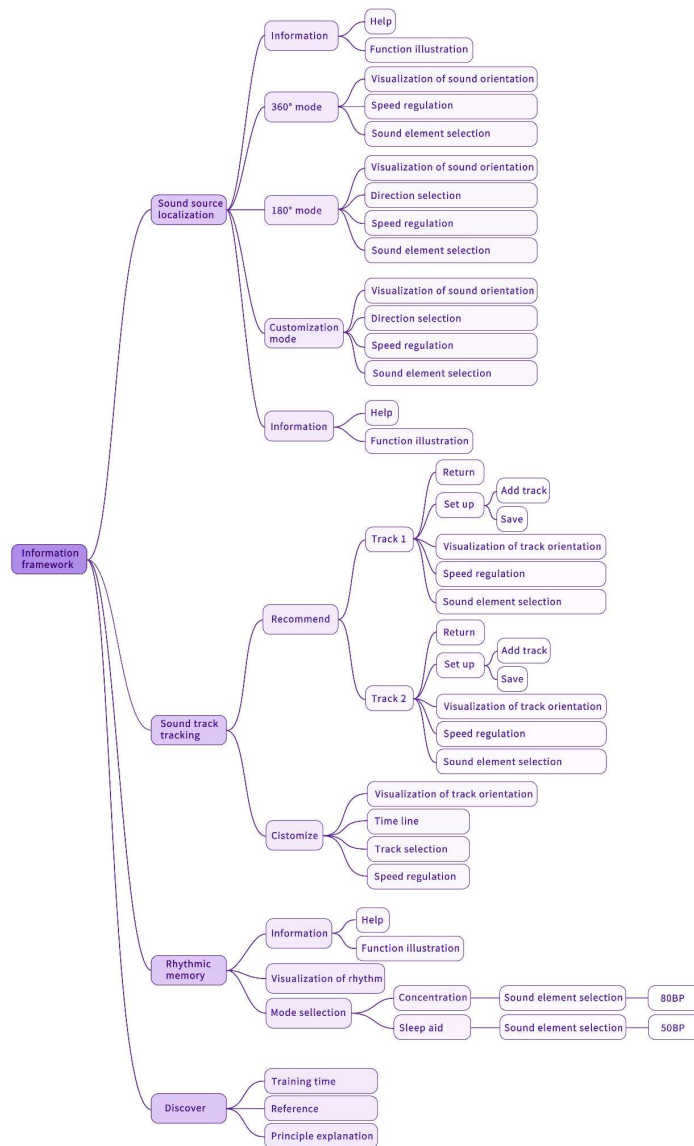 Information
framework
Sound source
localization
Information
Help
Function illustration
360° mode
Visualization of sound orientation
Speed regulation
Sound element selection
180° mode
Visualization of sound orientation
Direction selection
Speed regulation
Sound element selection
Customization
mode
Visualization of sound orientation
Direction selection
Speed regulation
Sound element selection
Information
Help
Function illustration
Sound track
tracking
Recommend
Track 1
Return
Set up
Add track
Save
Visualization of track orientation
Speed regulation
Sound element selection
Track 2
Return
Set up
Add track
Save
Visualization of track orientation
Speed regulation
Sound element selection
Cistomize
Visualization of track orientation
Time line
Track selection
Speed regulation
Rhythmic
memory
Information
Help
Function illustration
Visualization of rhythm
Mode sellection
Concentration
Sound element selection
80BP
Sleep aid
Sound element selection
50BP
Discover
Training time
Reference
Principle explanation